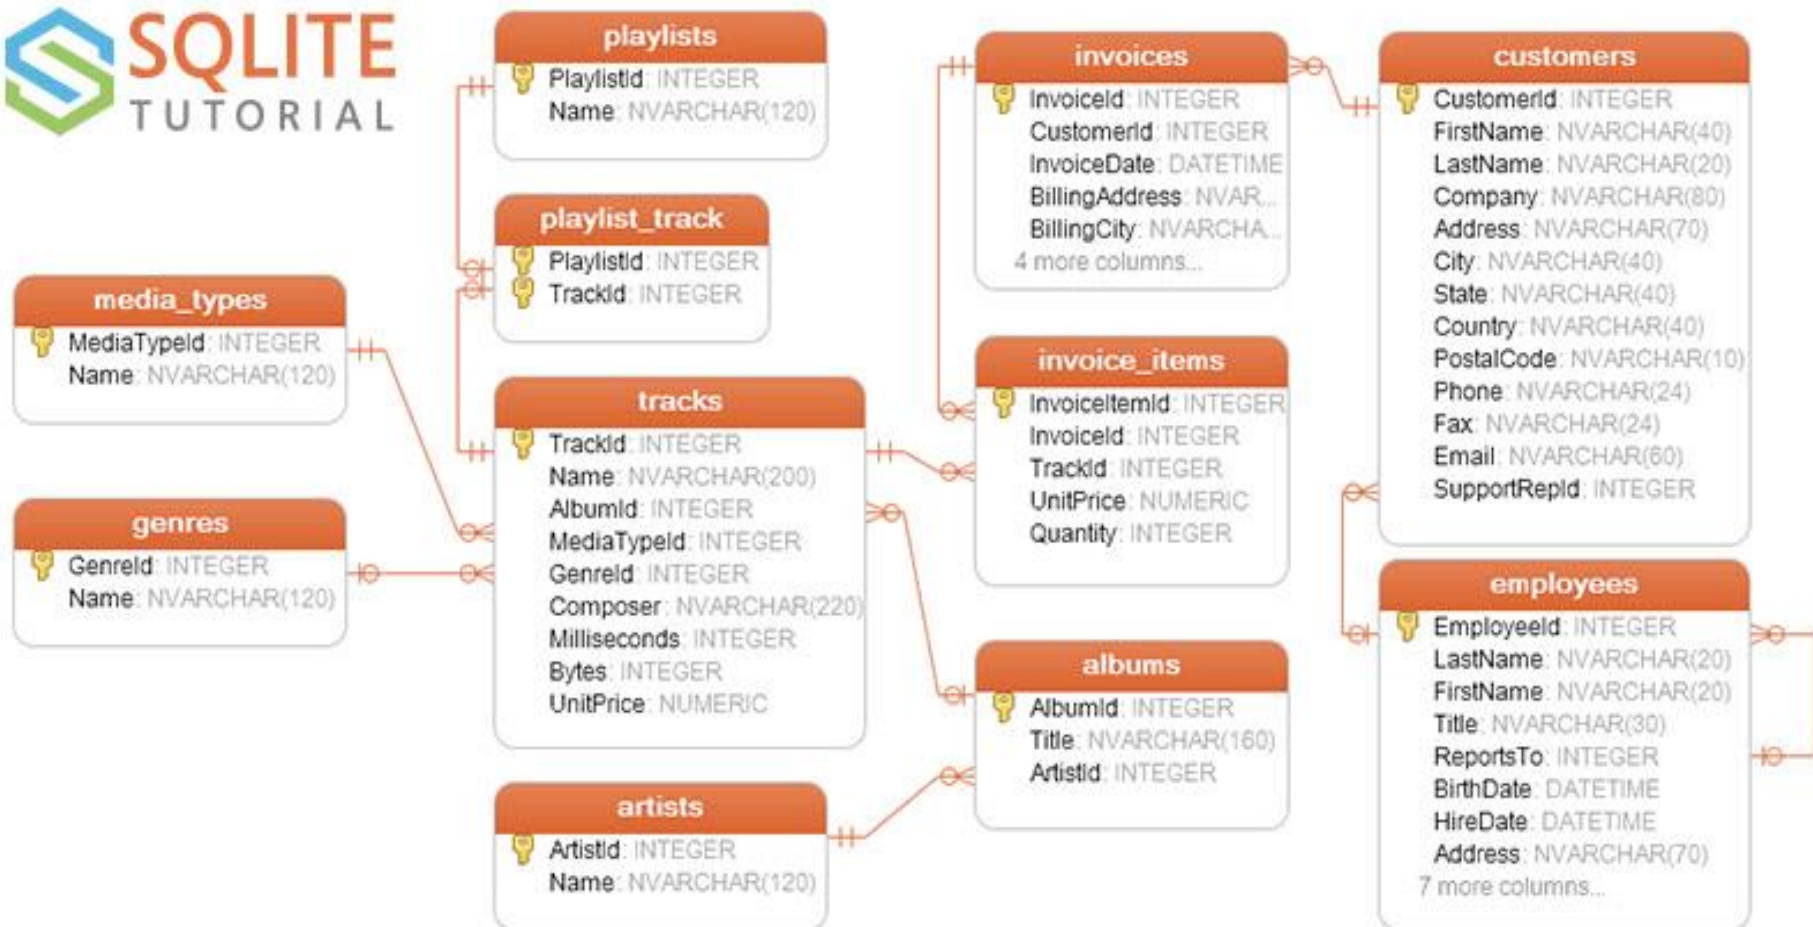 SQLITE
TUTORIAL
playlists
PlaylistId: INTEGER
Name: NVARCHAR(120)
playlist_track
PlaylistId: INTEGER
TrackId: INTEGER
media_types
MediaTypeId: INTEGER
Name: NVARCHAR(120)
genres
GenreId: INTEGER
Name: NVARCHAR(120)
tracks
TrackId: INTEGER
Name: NVARCHAR(200)
AlbumId: INTEGER
MediaTypeId: INTEGER
GenreId: INTEGER
Composer: NVARCHAR(220)
Milliseconds: INTEGER
Bytes: INTEGER
UnitPrice: NUMERIC
artists
ArtistId: INTEGER
Name: NVARCHAR(120)
invoices
InvoiceId: INTEGER
CustomerId: INTEGER
InvoiceDate: DATETIME
BillingAddress: NVAR...
BillingCity: NVARCHA...
4 more columns...
invoice_items
InvoiceItemId: INTEGER
InvoiceId: INTEGER
TrackId: INTEGER
UnitPrice: NUMERIC
Quantity: INTEGER
albums
AlbumId: INTEGER
Title: NVARCHAR(160)
ArtistId: INTEGER
customers
CustomerId: INTEGER
FirstName: NVARCHAR(40)
LastName: NVARCHAR(20)
Company: NVARCHAR(80)
Address: NVARCHAR(70)
City: NVARCHAR(40)
State: NVARCHAR(40)
Country: NVARCHAR(40)
PostalCode: NVARCHAR(10)
Phone: NVARCHAR(24)
Fax: NVARCHAR(24)
Email: NVARCHAR(60)
SupportRepId: INTEGER
employees
EmployeeId: INTEGER
LastName: NVARCHAR(20)
FirstName: NVARCHAR(20)
Title: NVARCHAR(30)
ReportsTo: INTEGER
BirthDate: DATETIME
HireDate: DATETIME
Address: NVARCHAR(70)
7 more columns...